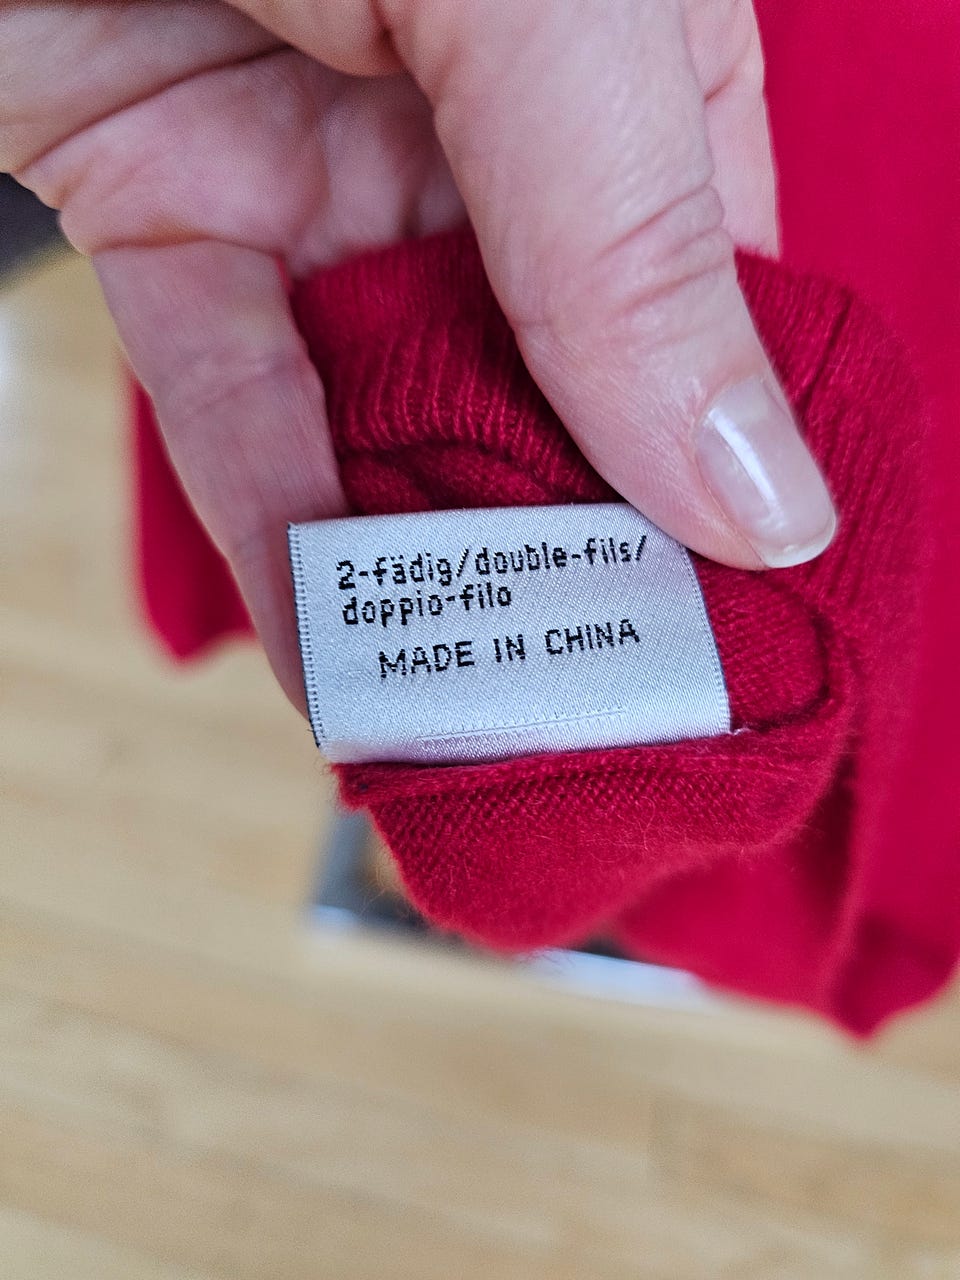 2-fädig/double-fils/
doppio-filo
MADE IN CHINA